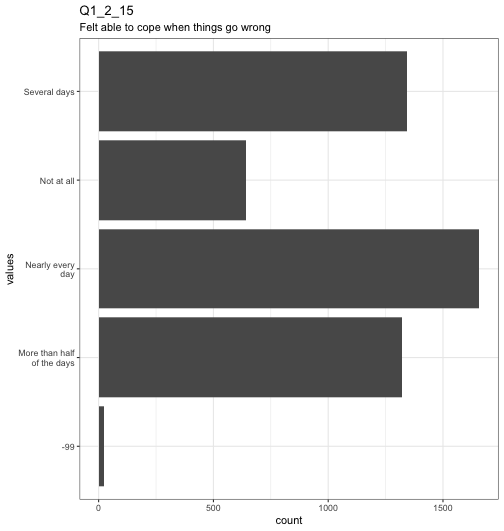 Q1_2_15
Felt able to cope when things go wrong
values
Several days
Not at all
Nearly every
day
More than half
of the days
-99
0
500
1000
1500
count